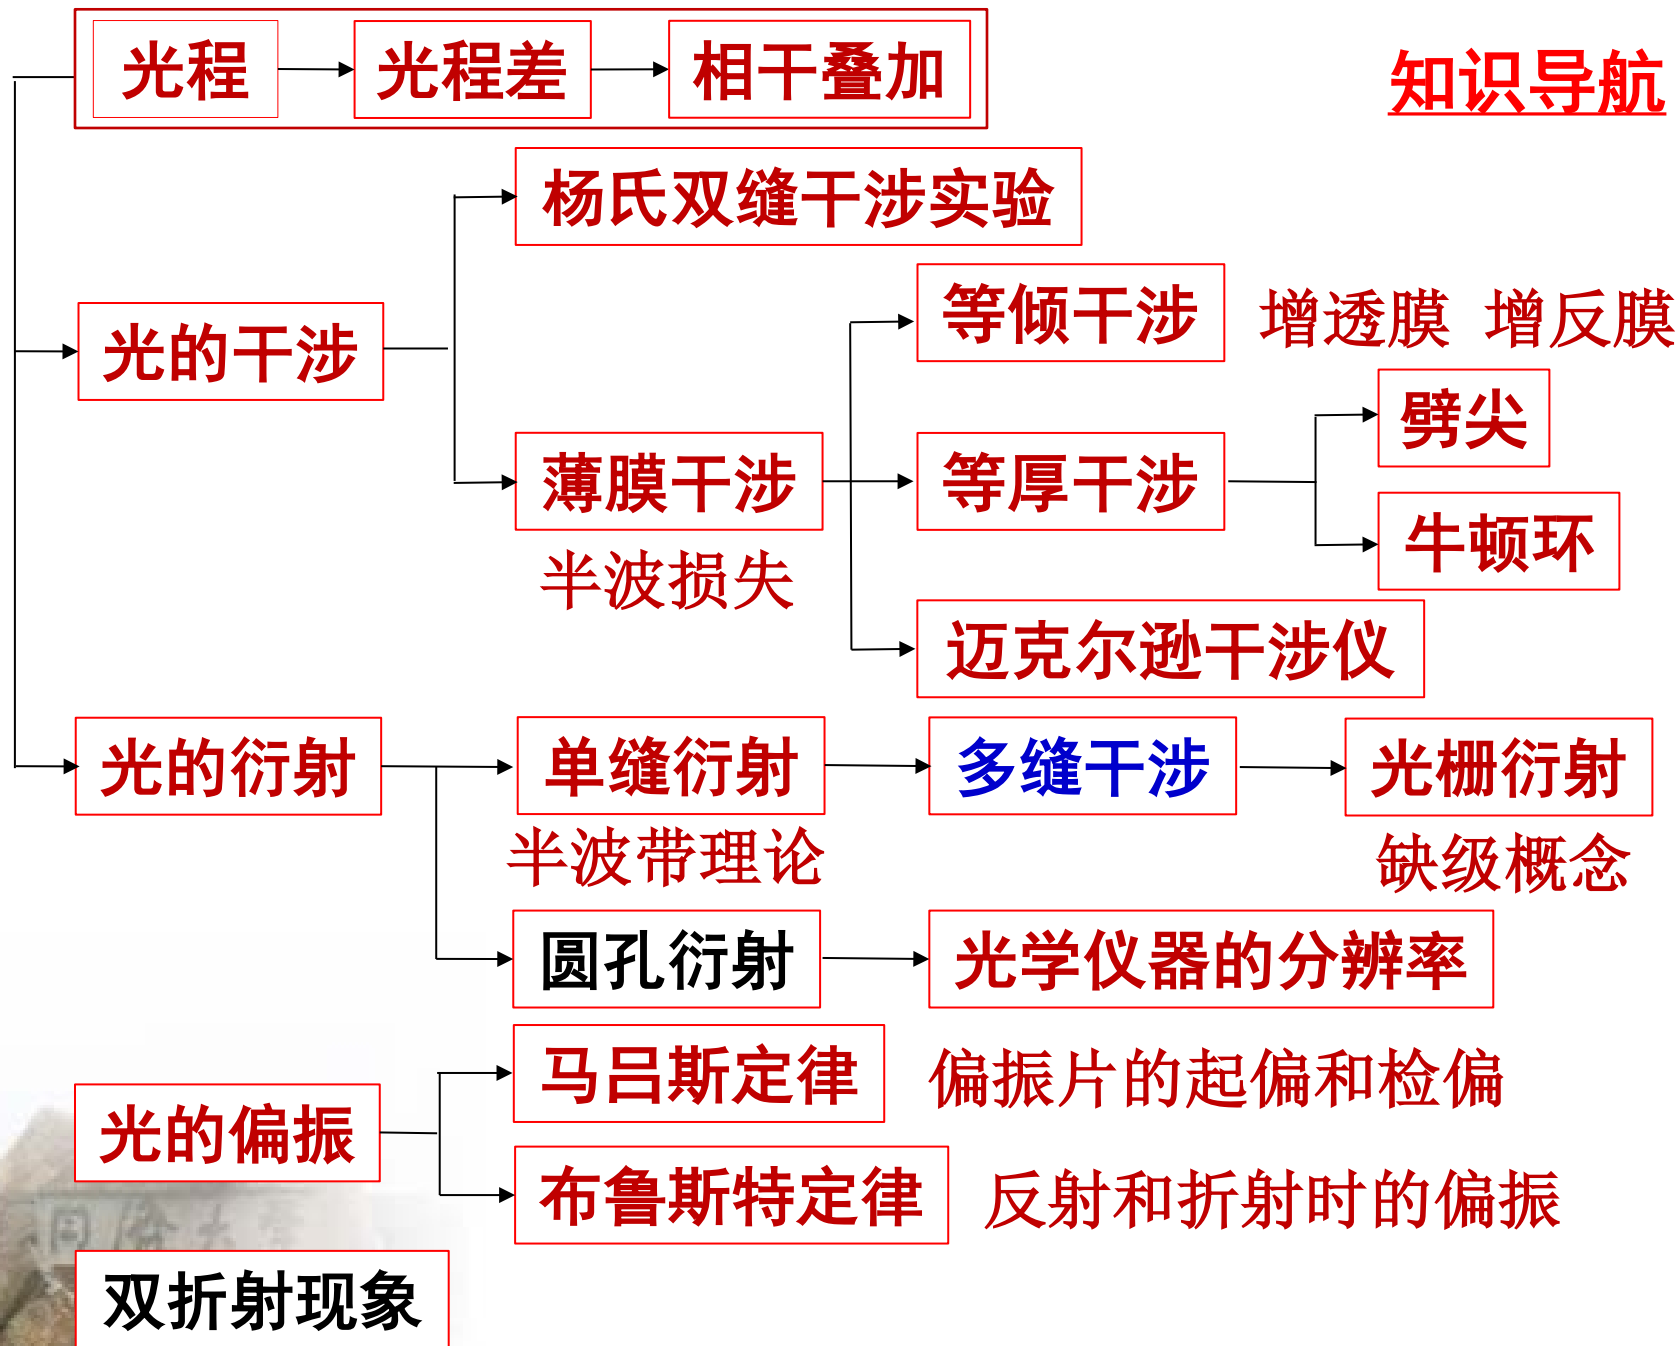 光程 光程差 相干叠加
知识导航
杨氏双缝干涉实验
等倾干涉 增透膜 增反膜
光的干涉
劈尖
薄膜干涉 等厚干涉
牛顿环
半波损失
迈克尔逊干涉仪
光的衍射 单缝衍射 多缝干涉 光栅衍射
半波带理论 缺级概念
圆孔衍射 光学仪器的分辨率
马吕斯定律 偏振片的起偏和检偏
光的偏振
布鲁斯特定律 反射和折射时的偏振
同济大学
双折射现象